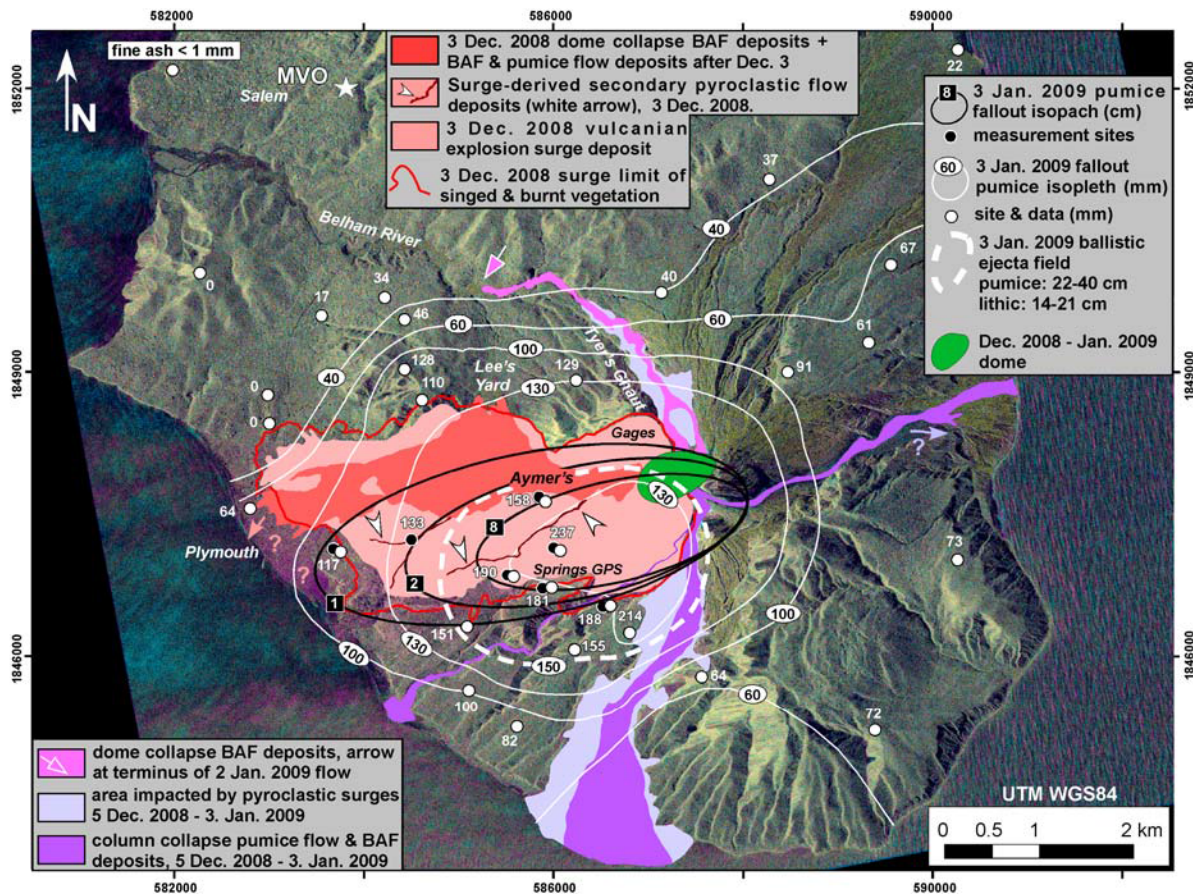 582000
586000
590000
fine ash < 1 mm
MVO
Salem
N
3 Dec. 2008 dome collapse BAF deposits +
BAF & pumice flow deposits after Dec. 3
Surge-derived secondary pyroclastic flow
deposits (white arrow), 3 Dec. 2008.
3 Dec. 2008 vulcanian
explosion surge deposit
3 Dec. 2008 surge limit of
singed & burnt vegetation
22
8
3 Jan. 2009 pumice
fallout isopach (cm)
measurement sites
60
3 Jan. 2009 fallout
pumice isopleth (mm)
site & data (mm)
3 Jan. 2009 ballistic
ejecta field
pumice: 22-40 cm
lithic: 14-21 cm
Dec. 2008 - Jan. 2009
dome
1852000
1852000
37
40
67
Belham River
0
34
17
46
40
60
60
61
Tyer's Ghaut
40
128
110
Lee's
Yard
100
129
130
91
1849000
1849000
0
0
Gages
?
64
Aymer's
158
130
133
8
237
Plymouth
?
?
117
190
Springs GPS
73
2
1
181
188
214
151
155
130
100
150
100
1846000
1846000
64
60
100
82
72
dome collapse BAF deposits, arrow
at terminus of 2 Jan. 2009 flow
area impacted by pyroclastic surges
5 Dec. 2008 - 3. Jan. 2009
column collapse pumice flow & BAF
deposits, 5 Dec. 2008 - 3. Jan. 2009
UTM WGS84
0 0.5 1 2 km
582000
586000
590000